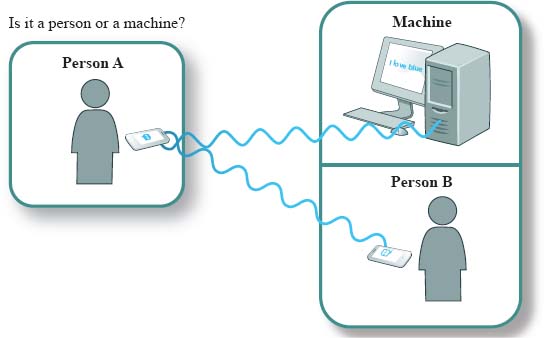 Is it a person or a machine?
Person A
Machine
I love blue
Person B